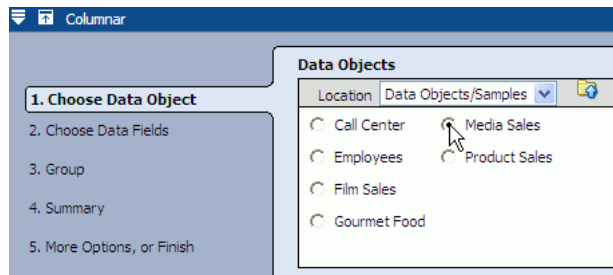 Columnar
1. Choose Data Object
2. Choose Data Fields
3. Group
4. Summary
5. More Options, or Finish
Data Objects
Location Data Objects/Samples
Call Center Media Sales
Employees Product Sales
Film Sales
Gourmet Food